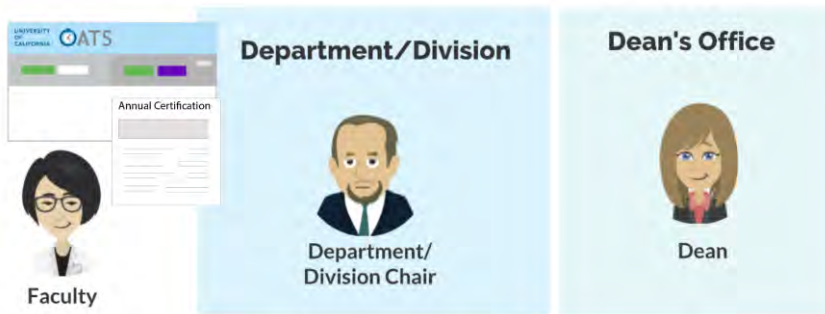 UNIVERSITY
OF
CALIFORNIA
OATS
Annual Certification
Faculty
Department/Division
Department/
Division Chair
Dean's Office
Dean